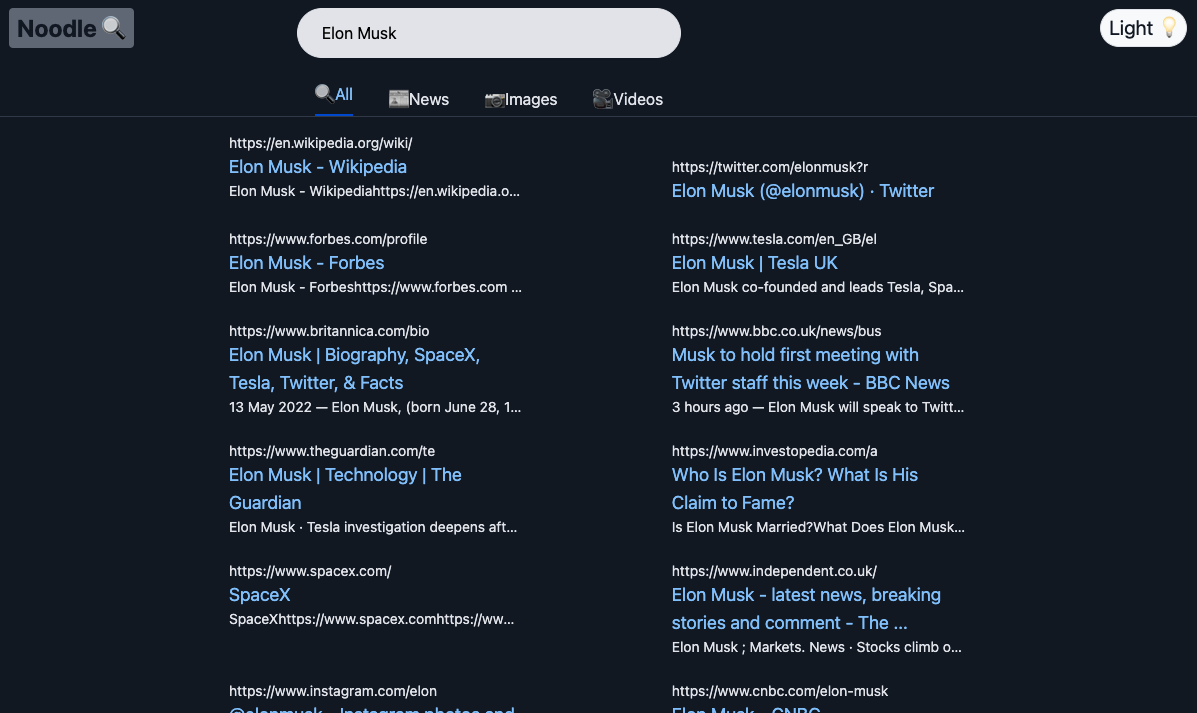 Noodle
Elon Musk
Light
All
News
Images
Videos
https://en.wikipedia.org/wiki/
Elon Musk - Wikipedia
Elon Musk - Wikipediahttps://en.wikipedia.o...
https://twitter.com/elonmusk?r
Elon Musk (@elonmusk) · Twitter
https://www.forbes.com/profile
Elon Musk - Forbes
Elon Musk - Forbeshttps://www.forbes.com ...
https://www.tesla.com/en_GB/el
Elon Musk | Tesla UK
Elon Musk co-founded and leads Tesla, Spa...
https://www.britannica.com/bio
Elon Musk | Biography, SpaceX,
Tesla, Twitter, & Facts
13 May 2022 — Elon Musk, (born June 28, 1...
https://www.bbc.co.uk/news/bus
Musk to hold first meeting with
Twitter staff this week - BBC News
3 hours ago — Elon Musk will speak to Twitt...
https://www.theguardian.com/te
Elon Musk | Technology | The
Guardian
Elon Musk · Tesla investigation deepens aft...
https://www.investopedia.com/a
Who Is Elon Musk? What Is His
Claim to Fame?
Is Elon Musk Married?What Does Elon Musk...
https://www.spacex.com/
SpaceX
SpaceXhttps://www.spacex.comhttps://ww...
https://www.independent.co.uk/
Elon Musk - latest news, breaking
stories and comment - The ...
Elon Musk ; Markets. News · Stocks climb o...
https://www.instagram.com/elon
@elonmusk - Instagram photos and
https://www.cnbc.com/elon-musk
Elon Musk - CNBC